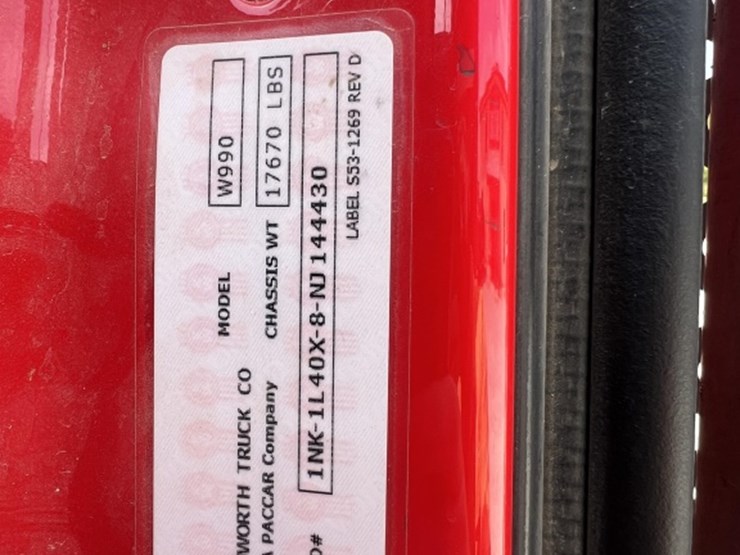 WORTH TRUCK CO MODEL W990
A PACCAR Company CHASSIS WT 17670 LBS
D# 1NK-1L40X-8-NJ144430
LABEL S53-1269 REV D